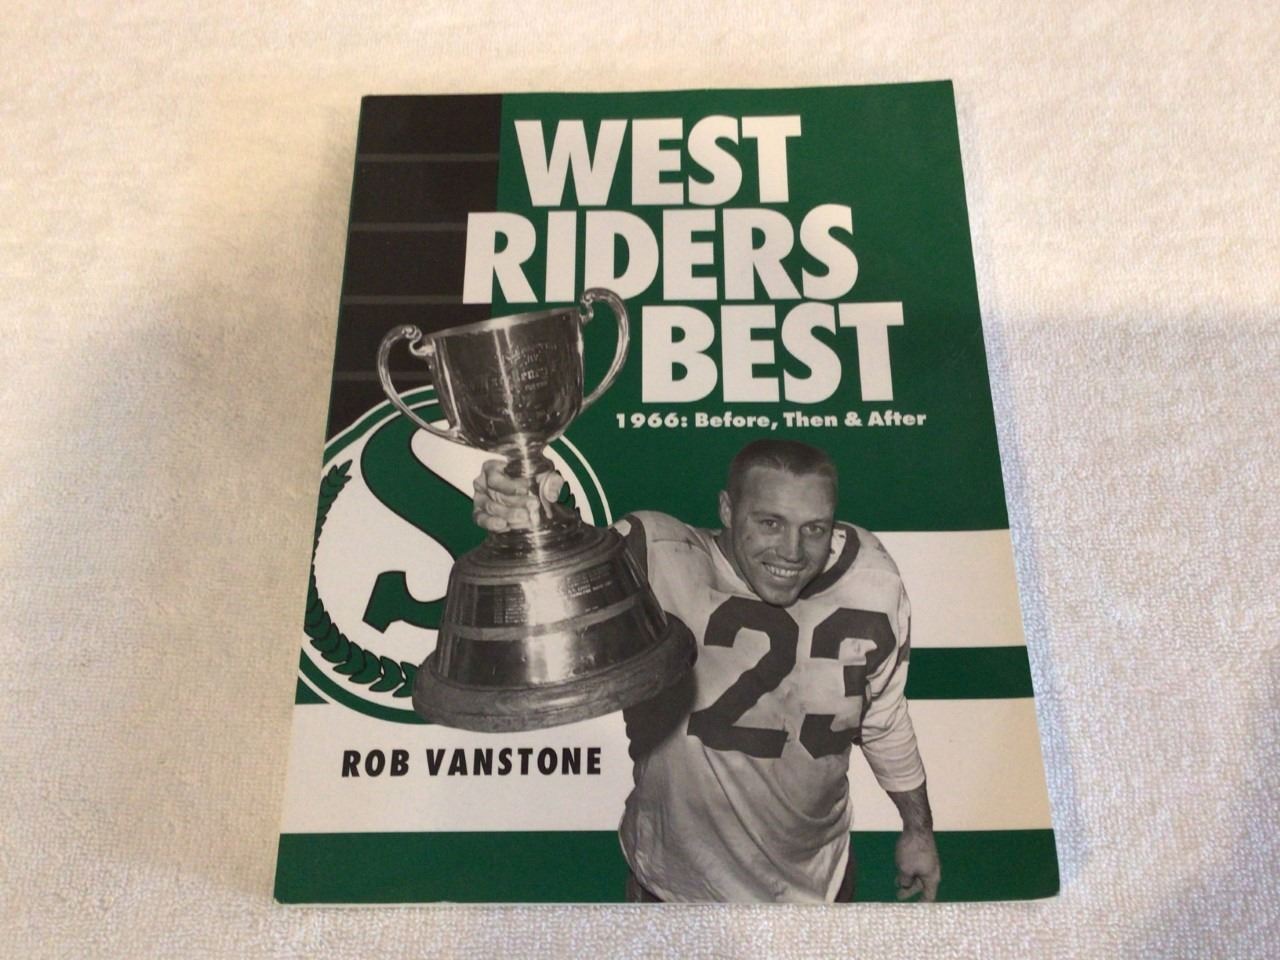 WEST
RIDERS
BEST
1966: Before, Then & After
S
23
ROB VANSTONE